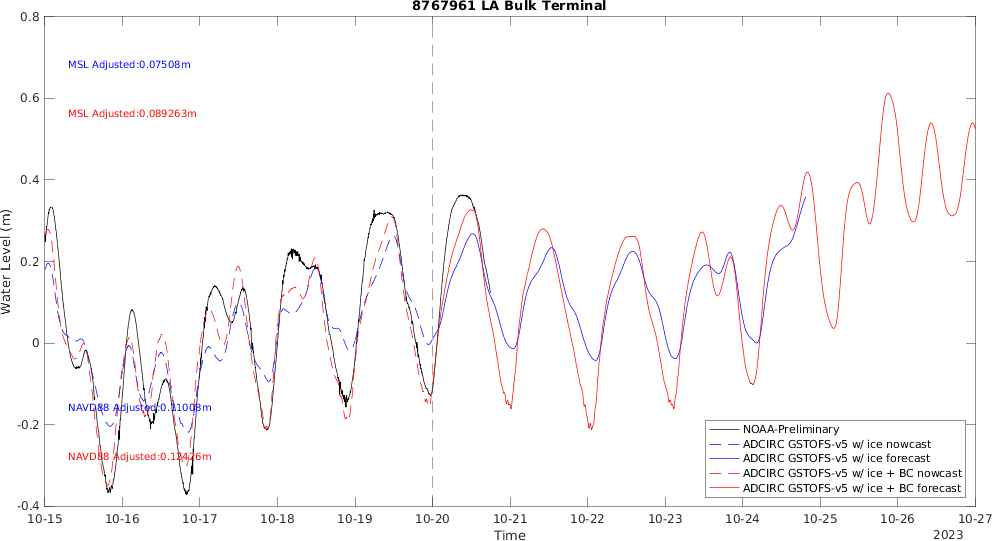 8767961 LA Bulk Terminal
0.8
0.6
0.4
0.2
0
-0.2
-0.4
Water Level (m)
MSL Adjusted:0.07508m
MSL Adjusted:0.089263m
NAVD88 Adjusted:0.11008m
NAVD88 Adjusted:0.12426m
NOAA-Preliminary
ADCIRC GSTOFS-v5 w/ ice nowcast
ADCIRC GSTOFS-v5 w/ ice forecast
ADCIRC GSTOFS-v5 w/ ice + BC nowcast
ADCIRC GSTOFS-v5 w/ ice + BC forecast
10-15 10-16 10-17 10-18 10-19 10-20 10-21 10-22 10-23 10-24 10-25 10-26 10-27
Time
2023